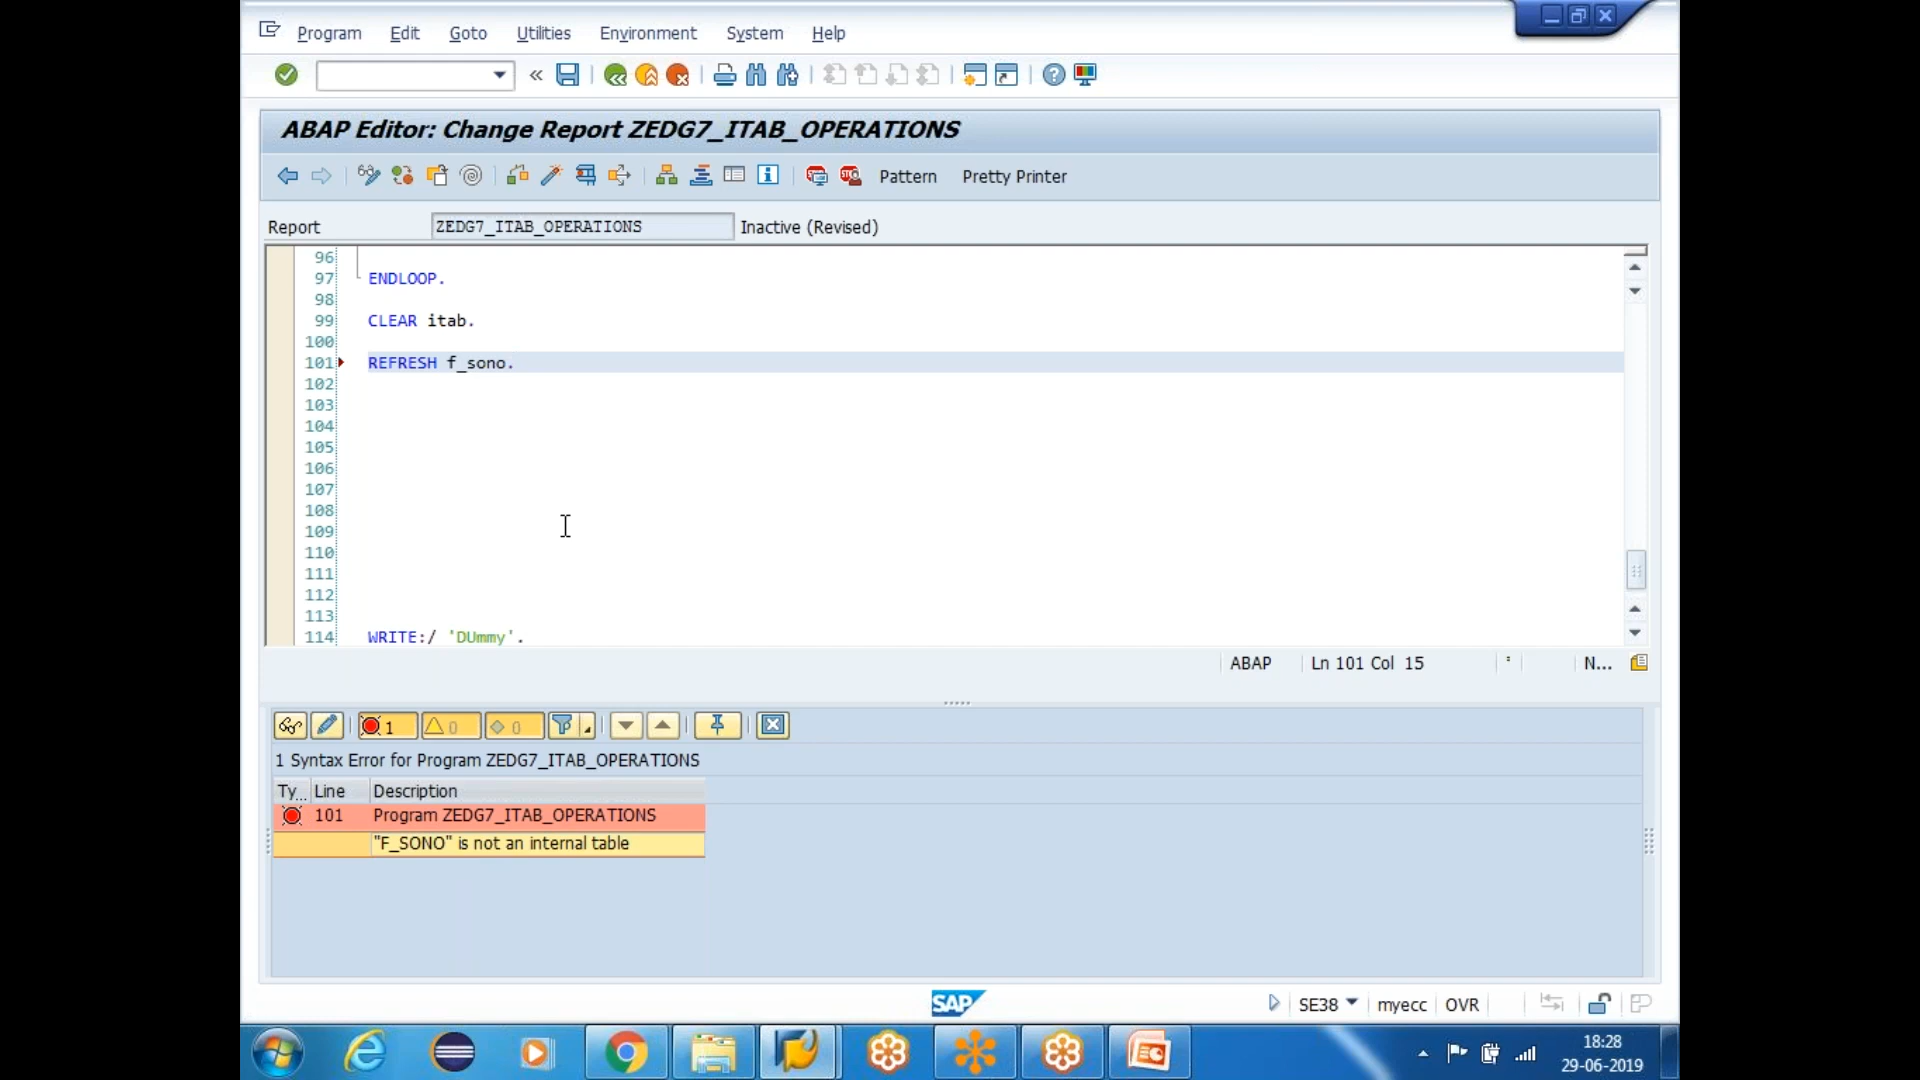 Program Edit Goto Utilities Environment System Help
«
ABAP Editor: Change Report ZEDG7_ITAB_OPERATIONS
Pattern Pretty Printer
Report ZEDG7_ITAB_OPERATIONS Inactive (Revised)
96
97 ENDLOOP.
98
99 CLEAR itab.
100
101 REFRESH f_sono.
102
103
104
105
106
107
108
109
110
111
112
113
114 WRITE:/ 'DUmmy'.
ABAP Ln 101 Col 15 N...
1 0 0
1 Syntax Error for Program ZEDG7_ITAB_OPERATIONS
Ty... Line Description
101 Program ZEDG7_ITAB_OPERATIONS
"F_SONO" is not an internal table
SAP SE38 myecc OVR
18:28
29-06-2019